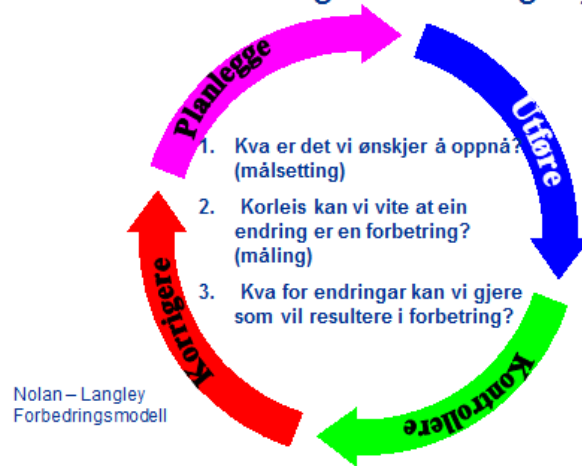 Planlegge
Utføre
1. Kva er det vi ønskjer å oppnå?
(målsetting)
2. Korleis kan vi vite at ein
endring er en forbetring?
(måling)
3. Kva for endringar kan vi gjere
som vil resultere i forbetring?
Kontrollere
Korrigere
Nolan – Langley
Forbedringsmodell